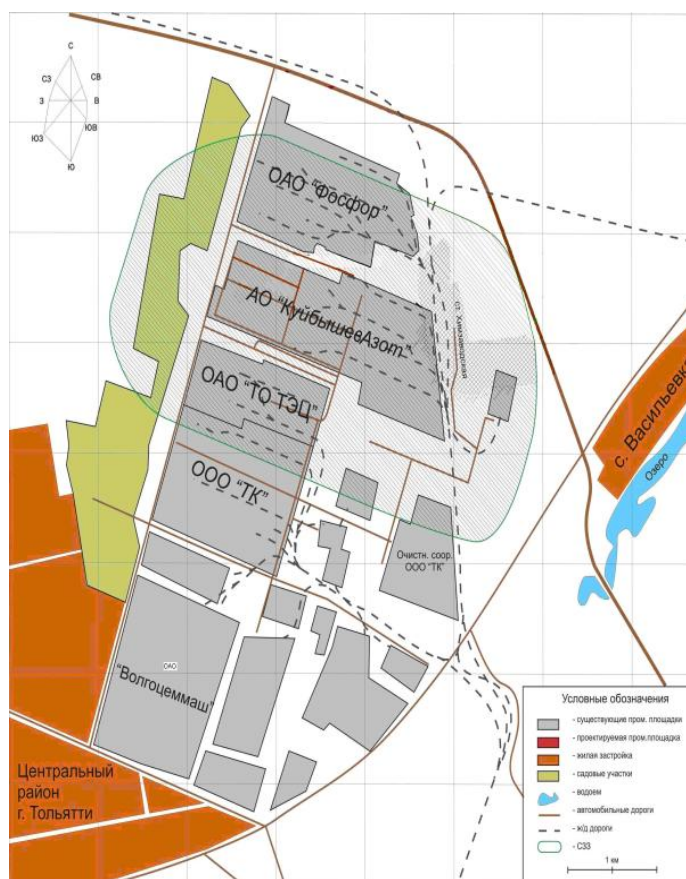 С
СЗ
СВ
З
В
ЮЗ
ЮВ
Ю
ОАО "Фосфор"
АО "КуйбышевАзот"
ст. Химзаводская
ОАО "ТО ТЭЦ"
с. Васильевка
Озеро
ООО "ТК"
Очистн. соор.
ООО "ТК"
ОАО
"Волгоцеммаш"
Центральный
район
г. Тольятти
Условные обозначения
- существующие пром. площадки
- проектируемая пром.площадка
- жилая застройка
- садовые участки
- водоем
- автомобильные дороги
- ж/д дороги
- СЗЗ
1 км